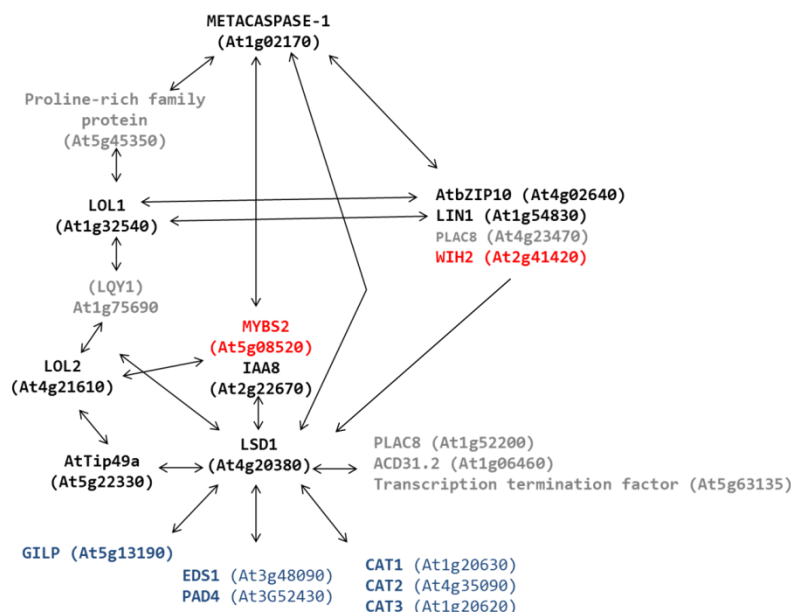 METACASPASE-1
(At1g02170)
Proline-rich family
protein
(At5g45350)
AtbZIP10 (At4g02640)
LOL1
(At1g32540)
LIN1 (At1g54830)
PLAC8 (At4g23470)
WIH2 (At2g41420)
(LQY1)
At1g75690
MYBS2
(At5g08520)
LOL2
(At4g21610)
IAA8
(At2g22670)
LSD1
(At4g20380)
AtTip49a
(At5g22330)
PLAC8 (At1g52200)
ACD31.2 (At1g06460)
Transcription termination factor (At5g63135)
GILP (At5g13190)
EDS1 (At3g48090)
PAD4 (At3G52430)
CAT1 (At1g20630)
CAT2 (At4g35090)
CAT3 (At1g20620)